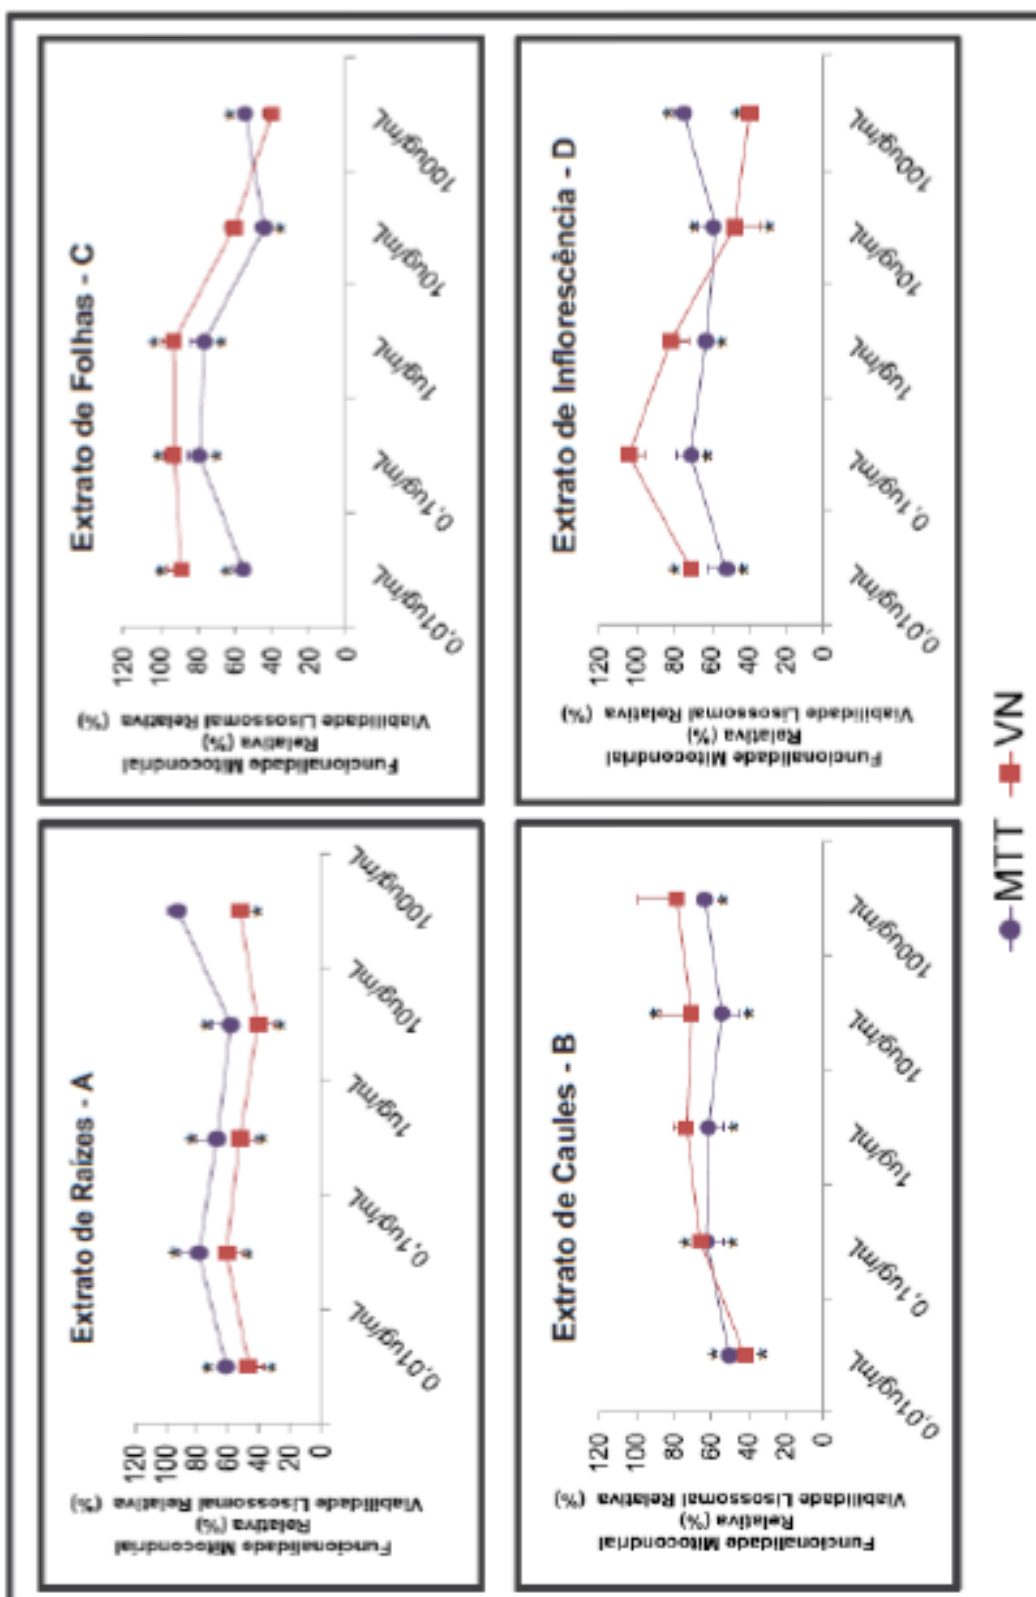 Extrato de Raízes - A
Funcionalidade Mitocondrial
Relativa (%)
Viabilidade Lisossomal Relativa (%)
120
100
80
60
40
20
0
0,01ug/mL
0,1ug/mL
1ug/mL
10ug/mL
100ug/mL
Extrato de Folhas - C
Funcionalidade Mitocondrial
Relativa (%)
Viabilidade Lisossomal Relativa (%)
120
100
80
60
40
20
0
0,01ug/mL
0,1ug/mL
1ug/mL
10ug/mL
100ug/mL
Extrato de Caules - B
Funcionalidade Mitocondrial
Relativa (%)
Viabilidade Lisossomal Relativa (%)
120
100
80
60
40
20
0
0,01ug/mL
0,1ug/mL
1ug/mL
10ug/mL
100ug/mL
Extrato de Inflorescência - D
Funcionalidade Mitocondrial
Relativa (%)
Viabilidade Lisossomal Relativa (%)
120
100
80
60
40
20
0
0,01ug/mL
0,1ug/mL
1ug/mL
10ug/mL
100ug/mL
MTT VN